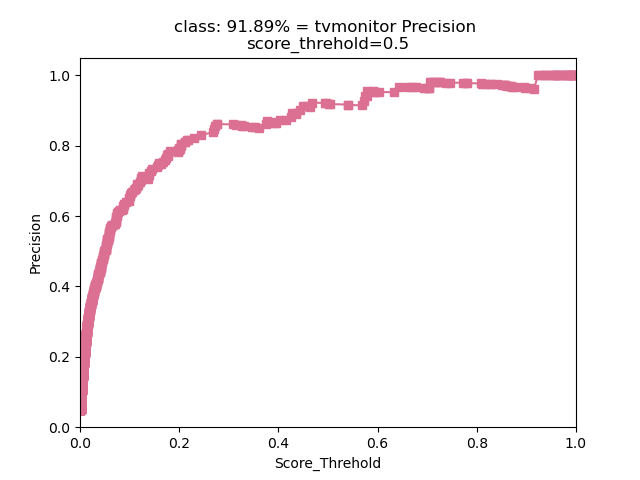 class: 91.89% = tvmonitor Precision
score_threhold=0.5
1.0
0.8
0.6
0.4
0.2
0.0
Precision
0.0 0.2 0.4 0.6 0.8 1.0
Score_Threhold